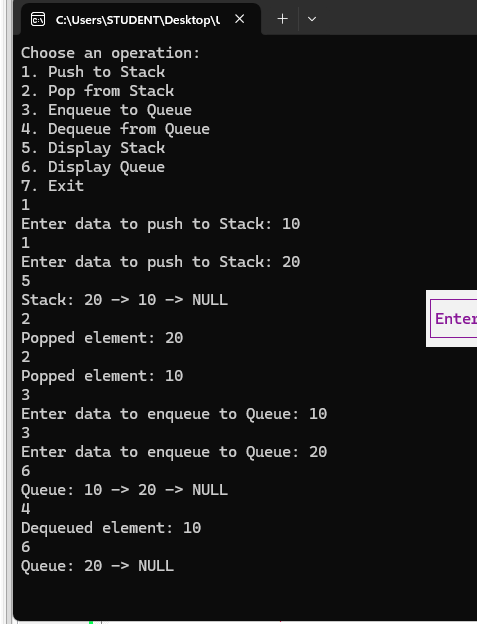 C:\Users\STUDENT\Desktop\U
Choose an operation:
1. Push to Stack
2. Pop from Stack
3. Enqueue to Queue
4. Dequeue from Queue
5. Display Stack
6. Display Queue
7. Exit
1
Enter data to push to Stack: 10
1
Enter data to push to Stack: 20
5
Stack: 20 -> 10 -> NULL
2
Popped element: 20
2
Popped element: 10
3
Enter data to enqueue to Queue: 10
3
Enter data to enqueue to Queue: 20
6
Queue: 10 -> 20 -> NULL
4
Dequeued element: 10
6
Queue: 20 -> NULL
Enter